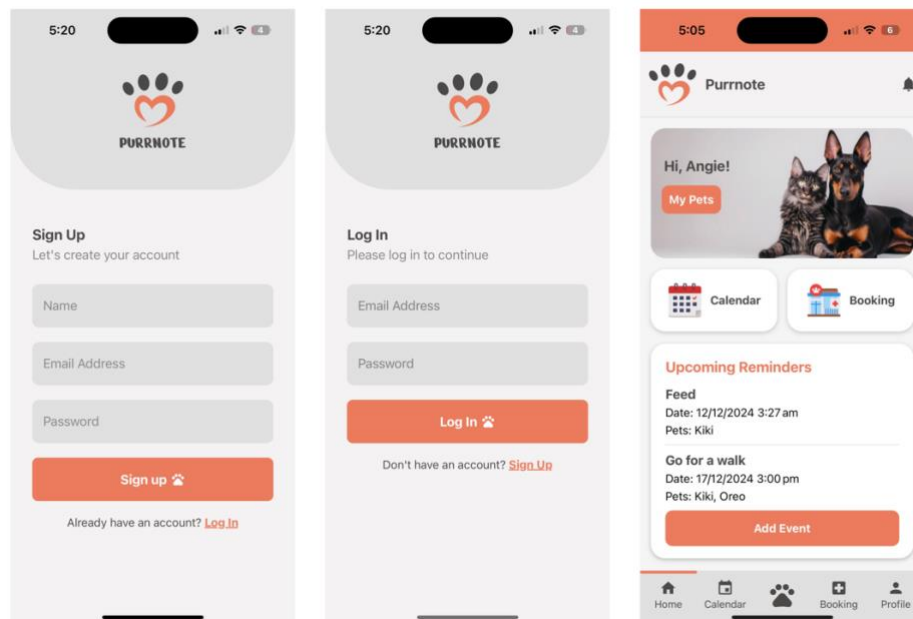 5:20
4
PURRNOTE
Sign Up
Let's create your account
Name
Email Address
Password
Sign up
Already have an account? Log In
5:20
4
PURRNOTE
Log In
Please log in to continue
Email Address
Password
Log In
Don't have an account? Sign Up
5:05
6
Purrnote
Hi, Angie!
My Pets
Calendar
Booking
Upcoming Reminders
Feed
Date: 12/12/2024 3:27 am
Pets: Kiki
Go for a walk
Date: 17/12/2024 3:00 pm
Pets: Kiki, Oreo
Add Event
Home Calendar Booking Profile